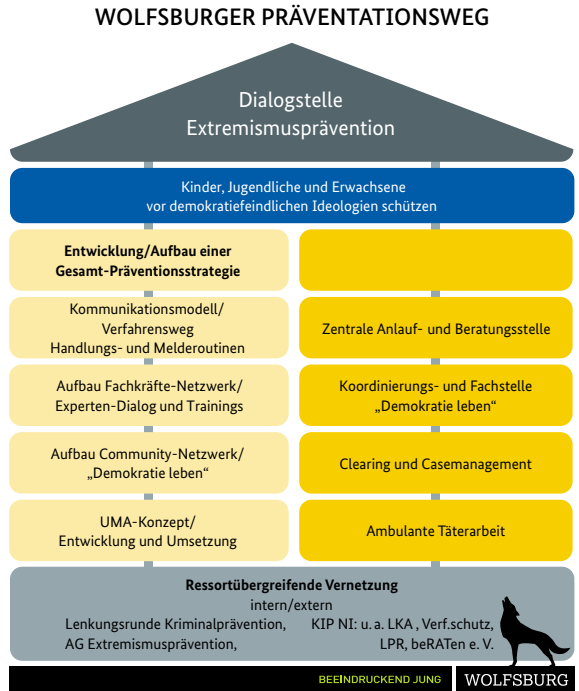 WOLFSBURGER PRÄVENTATIONSWEG
Dialogstelle
Extremismusprävention
Kinder, Jugendliche und Erwachsene
vor demokratiefeindlichen Ideologien schützen
Entwicklung/Aufbau einer
Gesamt-Präventionsstrategie
Kommunikationsmodell/
Verfahrensweg
Handlungs- und Melderoutinen
Zentrale Anlauf- und Beratungsstelle
Aufbau Fachkräfte-Netzwerk/
Experten-Dialog und Trainings
Koordinierungs- und Fachstelle
„Demokratie leben“
Aufbau Community-Netzwerk/
„Demokratie leben“
Clearing und Casemanagement
UMA-Konzept/
Entwicklung und Umsetzung
Ambulante Täterarbeit
Ressortübergreifende Vernetzung
intern/extern
Lenkungsrunde Kriminalprävention,
AG Extremismusprävention,
KIP NI: u. a. LKA , Verf.schutz,
LPR, beRATen e. V.
BEEINDRUCKEND JUNG
WOLFSBURG